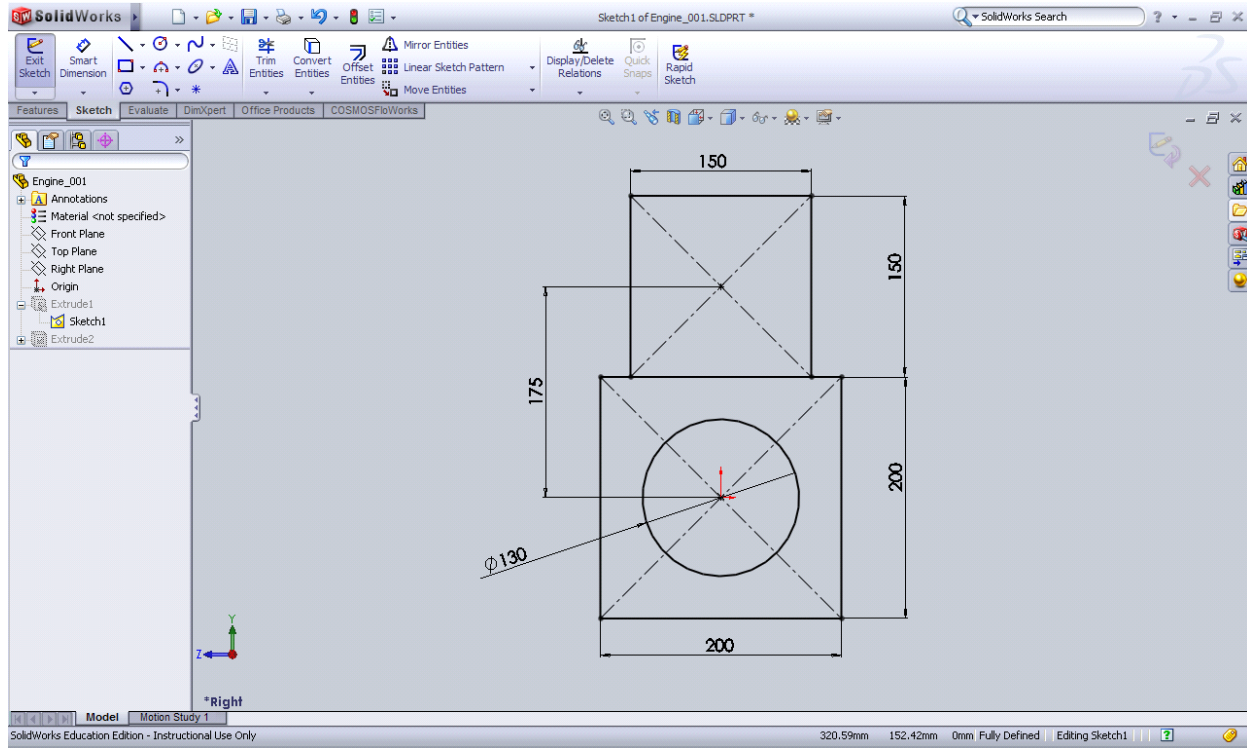 SolidWorks
Sketch1 of Engine_001.SLDPRT *
SolidWorks Search
Exit Sketch
Smart Dimension
Trim Entities
Convert Entities
Offset Entities
Mirror Entities
Linear Sketch Pattern
Move Entities
Display/Delete Relations
Quick Snaps
Rapid Sketch
Features Sketch Evaluate DimXpert Office Products COSMOSFloWorks
Engine_001
Annotations
Material <not specified>
Front Plane
Top Plane
Right Plane
Origin
Extrude1
Sketch1
Extrude2
150
150
175
200
⌀130
200
Y
Z
*Right
Model Motion Study 1
SolidWorks Education Edition - Instructional Use Only
320.59mm 152.42mm 0mm Fully Defined Editing Sketch1